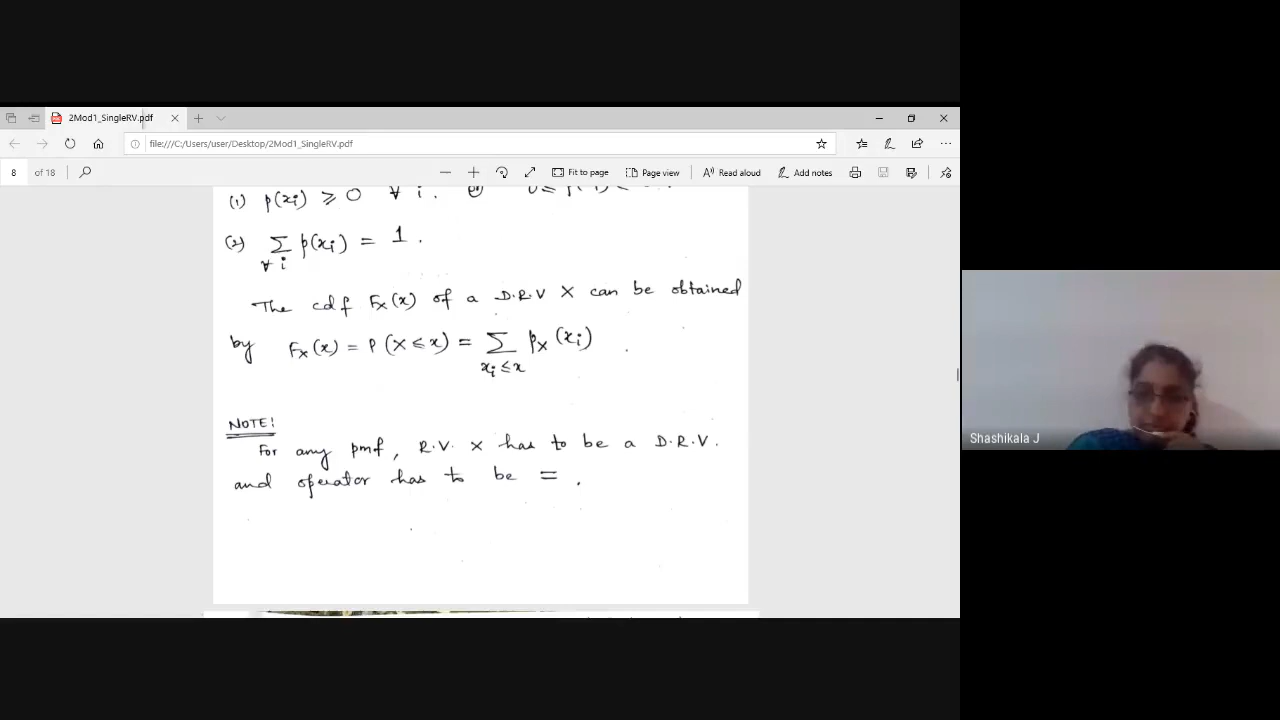 2Mod1_SingleRV.pdf
file:///C:/Users/user/Desktop/2Mod1_SingleRV.pdf
8 of 18
Fit to page
Page view
Read aloud
Add notes
(1) p(xi) ⩾ 0 ∀ i.
(2) ∑ p(xi) = 1.
∀ i
The cdf Fx(x) of a D.R.V X can be obtained
by Fx(x) = P(X ≤ x) = ∑ px(xi)
xi ≤ x
NOTE!
For any pmf, R.V. X has to be a D.R.V.
and operator has to be = .
Shashikala J